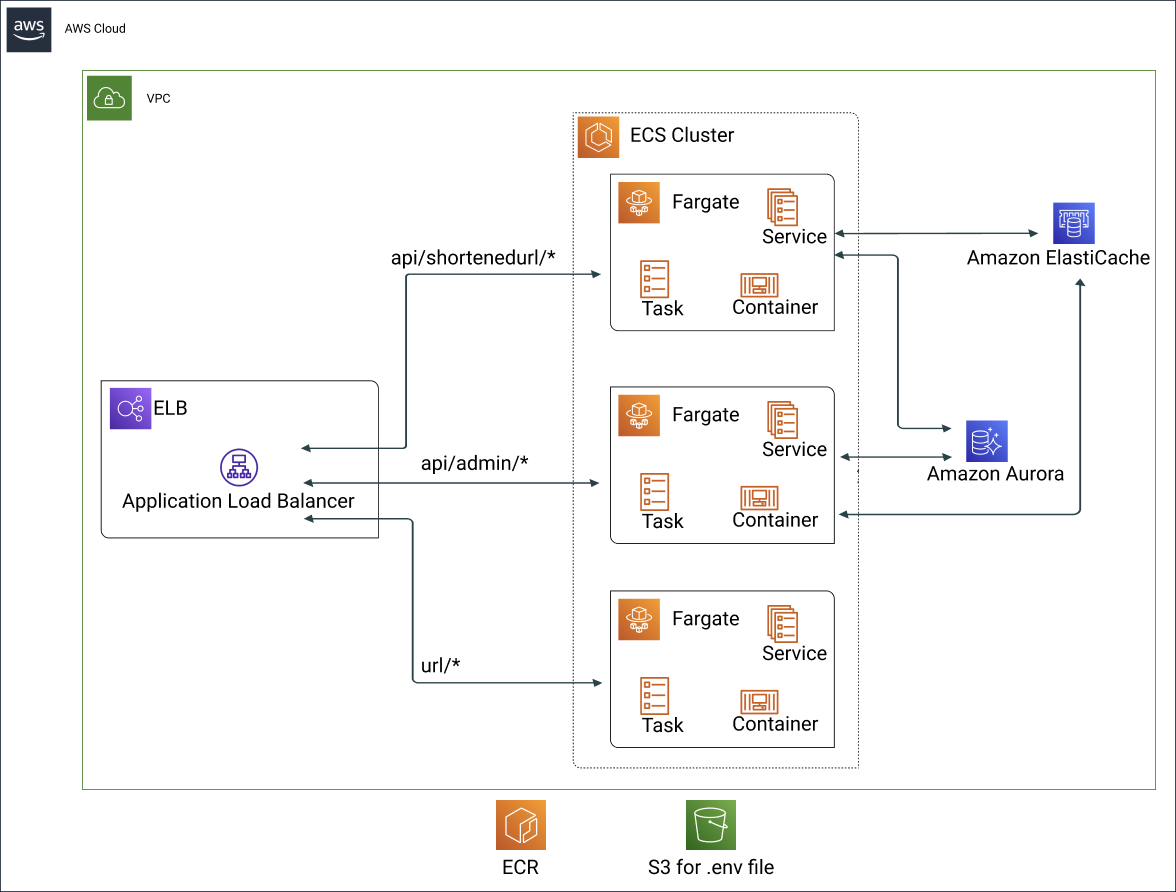 aws
AWS Cloud
VPC
ECS Cluster
Fargate
Service
Task
Container
api/shortenedurl/*
Amazon ElastiCache
ELB
Application Load Balancer
api/admin/*
Fargate
Service
Task
Container
Amazon Aurora
url/*
Fargate
Service
Task
Container
ECR
S3 for .env file